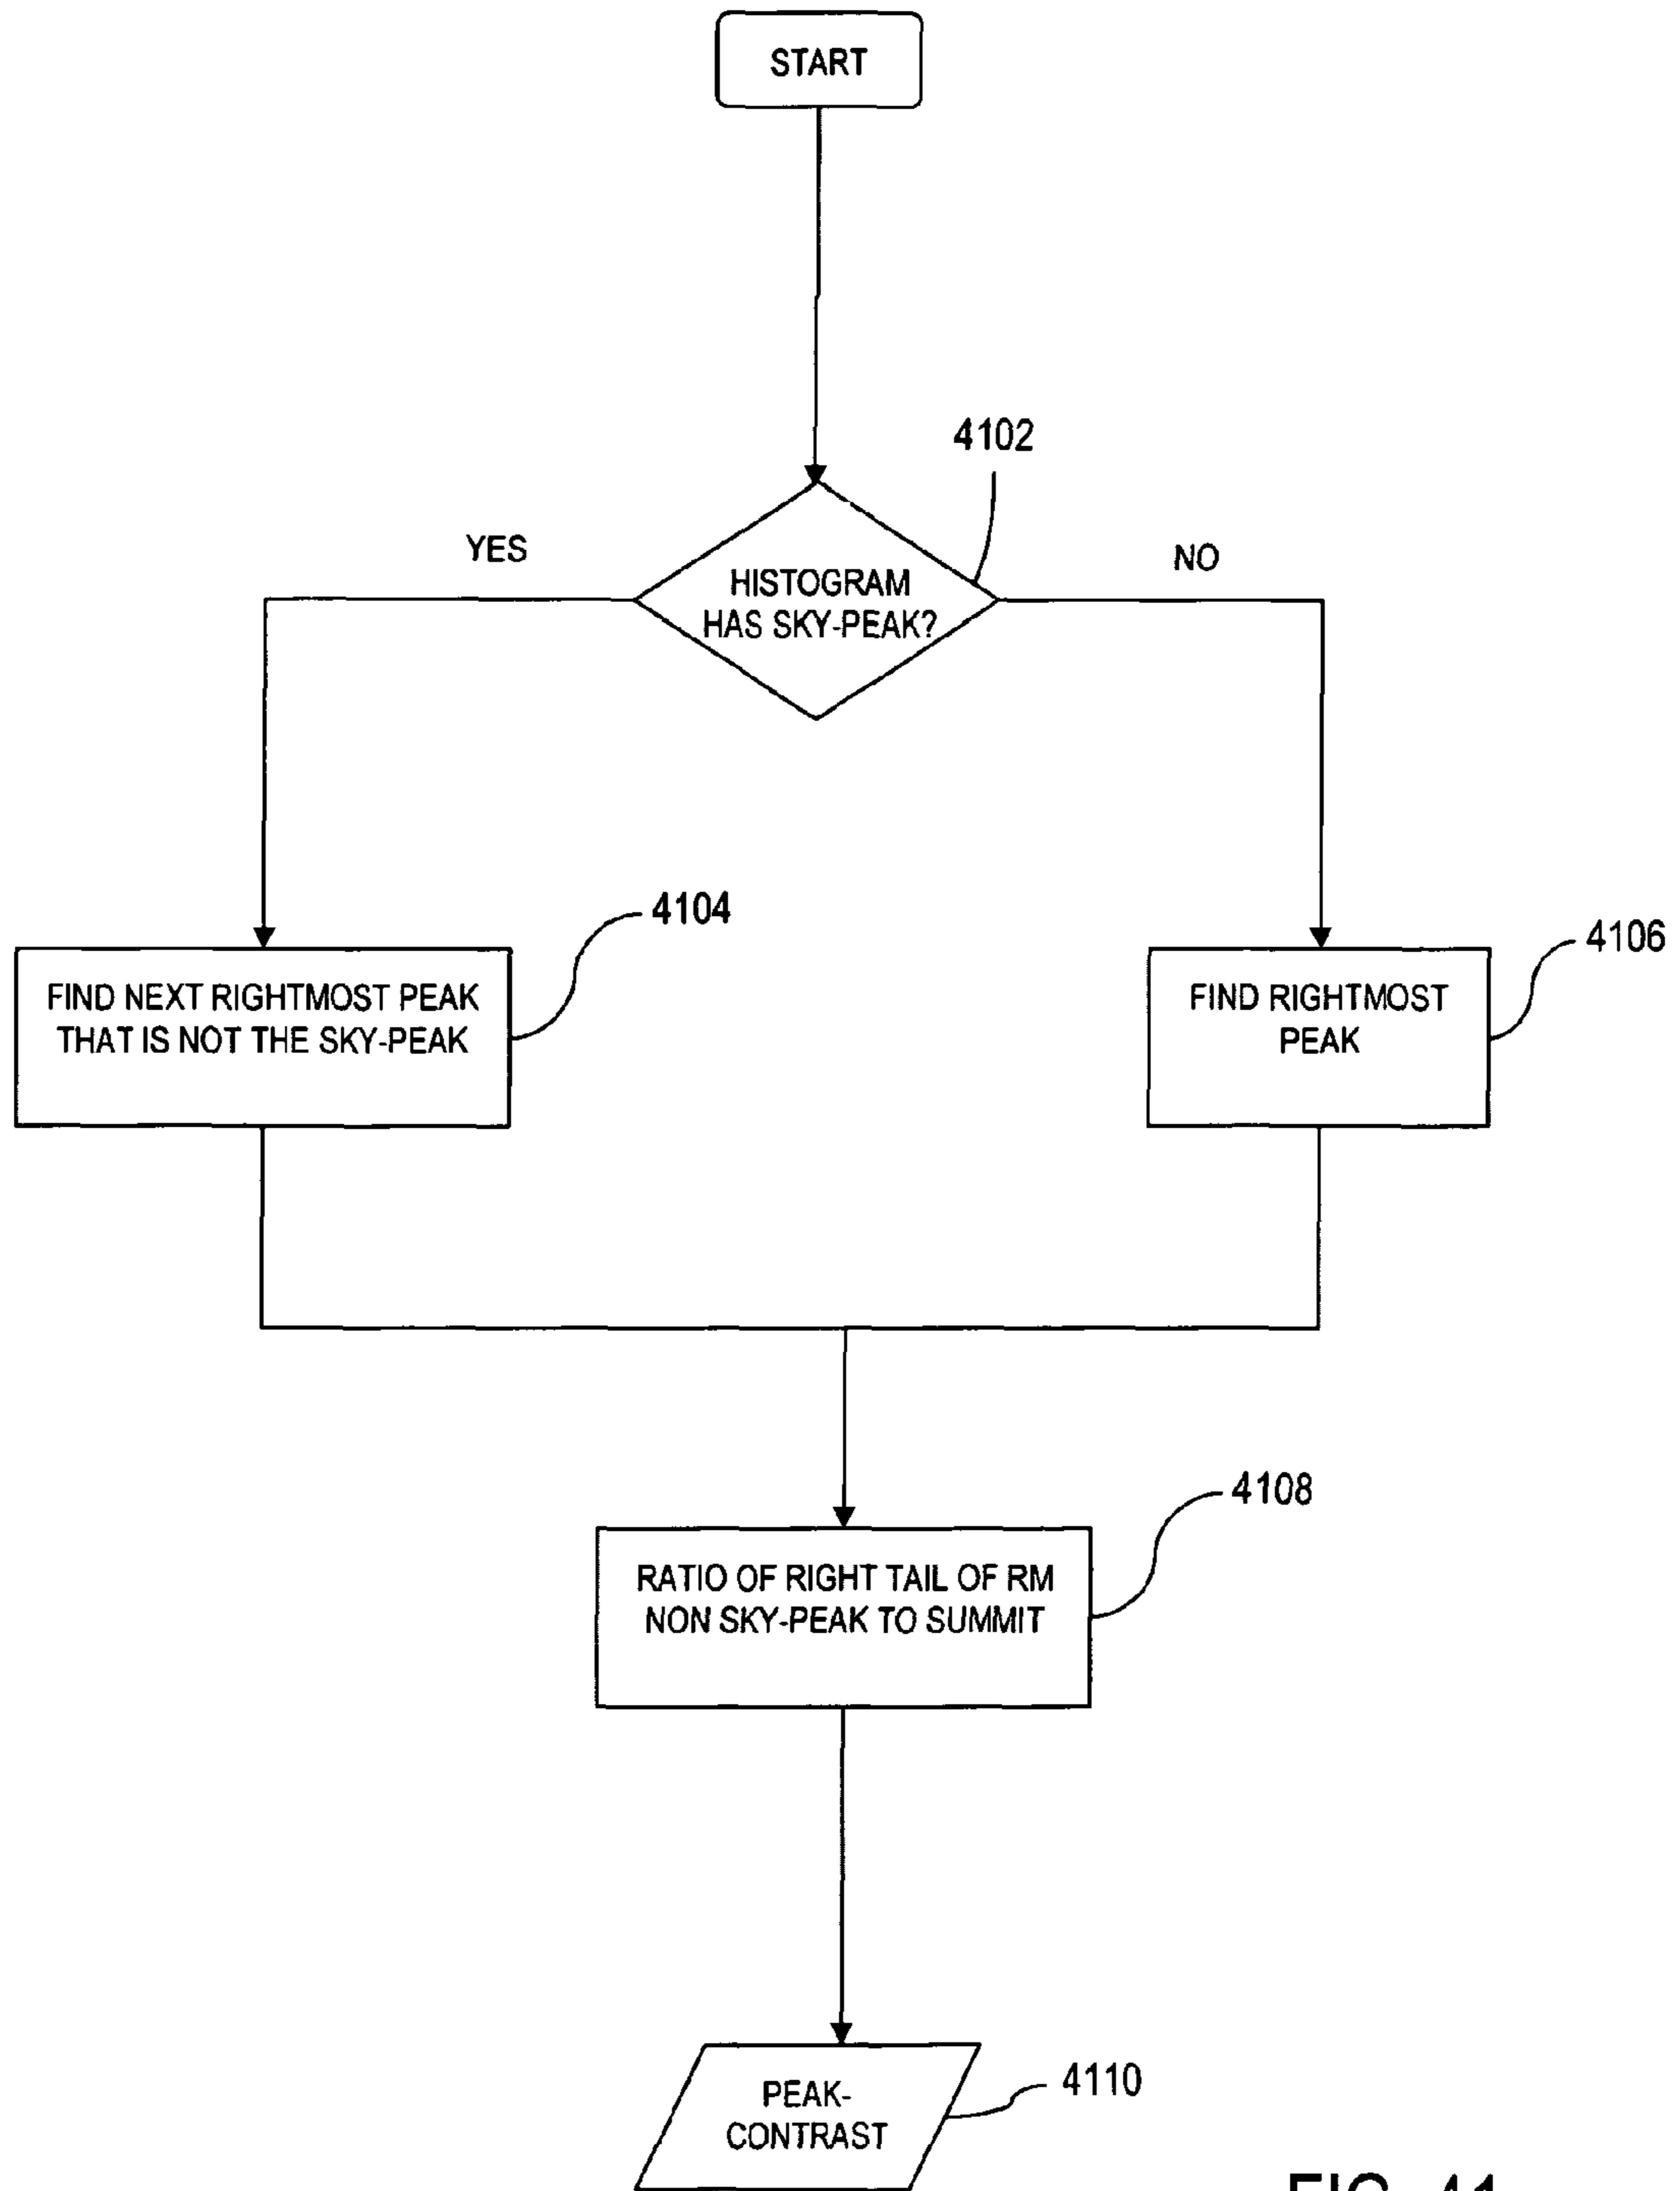 START
4102
YES
NO
HISTOGRAM
HAS SKY-PEAK?
4104
4106
FIND NEXT RIGHTMOST PEAK
THAT IS NOT THE SKY-PEAK
FIND RIGHTMOST
PEAK
4108
RATIO OF RIGHT TAIL OF RM
NON SKY-PEAK TO SUMMIT
4110
PEAK-
CONTRAST
FIG. 41